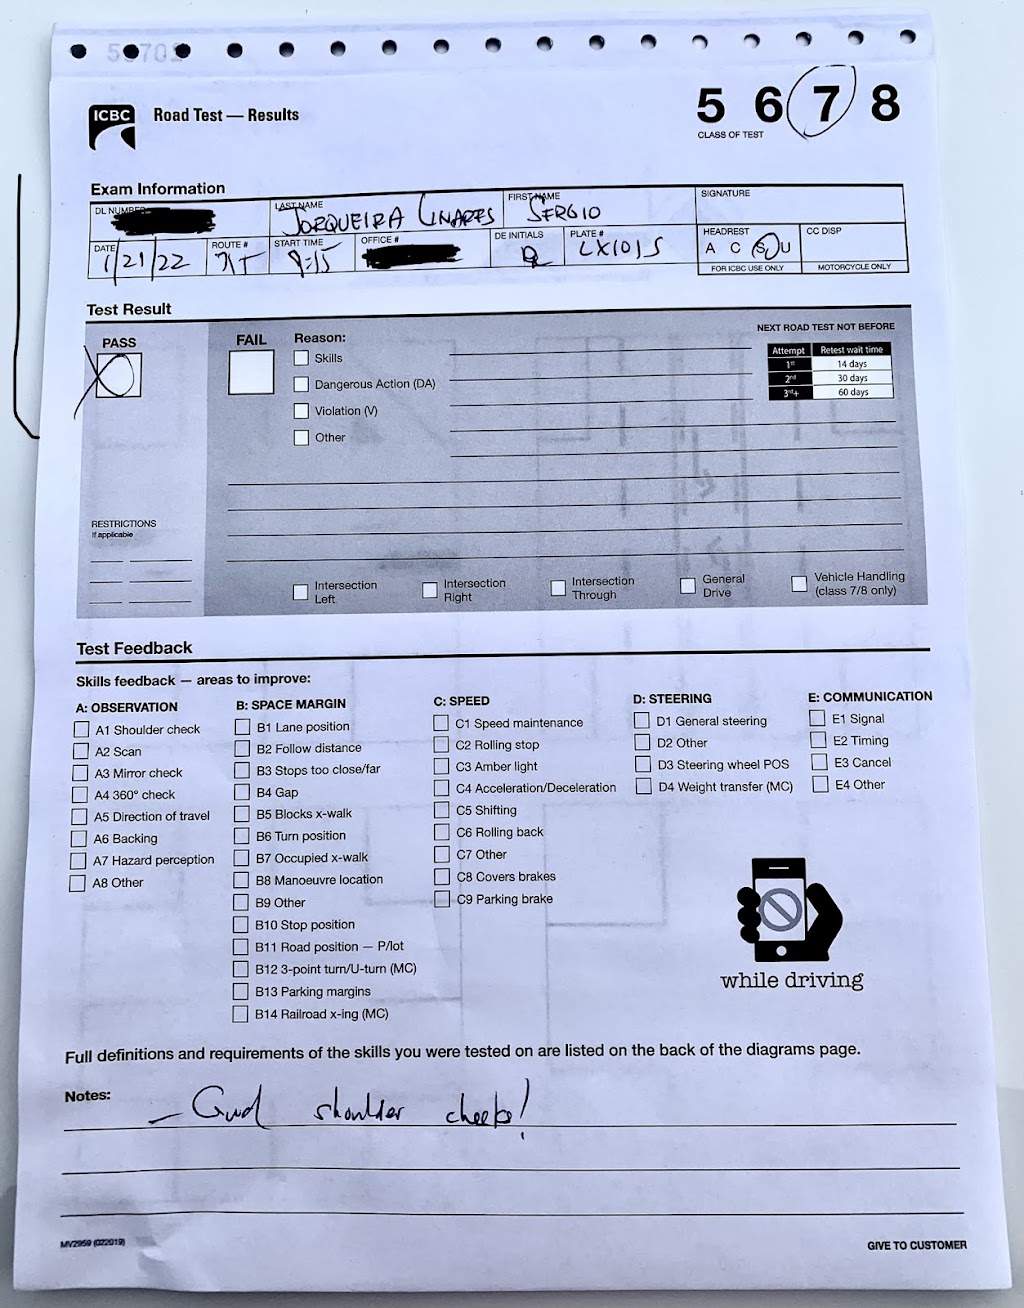 ICBC
Road Test — Results
5 6 7 8
CLASS OF TEST
Exam Information
DL NUMBER
LAST NAME
FIRST NAME
SIGNATURE
JORQUEIRA LINARES
SERGIO
DATE
ROUTE #
START TIME
OFFICE #
DE INITIALS
PLATE #
HEADREST
CC DISP
1/21/22
9:15
LX101S
A C S U
FOR ICBC USE ONLY
MOTORCYCLE ONLY
Test Result
PASS
FAIL
Reason:
Skills
Dangerous Action (DA)
Violation (V)
Other
NEXT ROAD TEST NOT BEFORE
Attempt Retest wait time
1st 14 days
2nd 30 days
3rd+ 60 days
RESTRICTIONS
If applicable
Intersection Left
Intersection Right
Intersection Through
General Drive
Vehicle Handling (class 7/8 only)
Test Feedback
Skills feedback — areas to improve:
A: OBSERVATION
A1 Shoulder check
A2 Scan
A3 Mirror check
A4 360° check
A5 Direction of travel
A6 Backing
A7 Hazard perception
A8 Other
B: SPACE MARGIN
B1 Lane position
B2 Follow distance
B3 Stops too close/far
B4 Gap
B5 Blocks x-walk
B6 Turn position
B7 Occupied x-walk
B8 Manoeuvre location
B9 Other
B10 Stop position
B11 Road position — P/lot
B12 3-point turn/U-turn (MC)
B13 Parking margins
B14 Railroad x-ing (MC)
C: SPEED
C1 Speed maintenance
C2 Rolling stop
C3 Amber light
C4 Acceleration/Deceleration
C5 Shifting
C6 Rolling back
C7 Other
C8 Covers brakes
C9 Parking brake
D: STEERING
D1 General steering
D2 Other
D3 Steering wheel POS
D4 Weight transfer (MC)
E: COMMUNICATION
E1 Signal
E2 Timing
E3 Cancel
E4 Other
while driving
Full definitions and requirements of the skills you were tested on are listed on the back of the diagrams page.
Notes:
– Good shoulder checks!
MV2959 (022019)
GIVE TO CUSTOMER